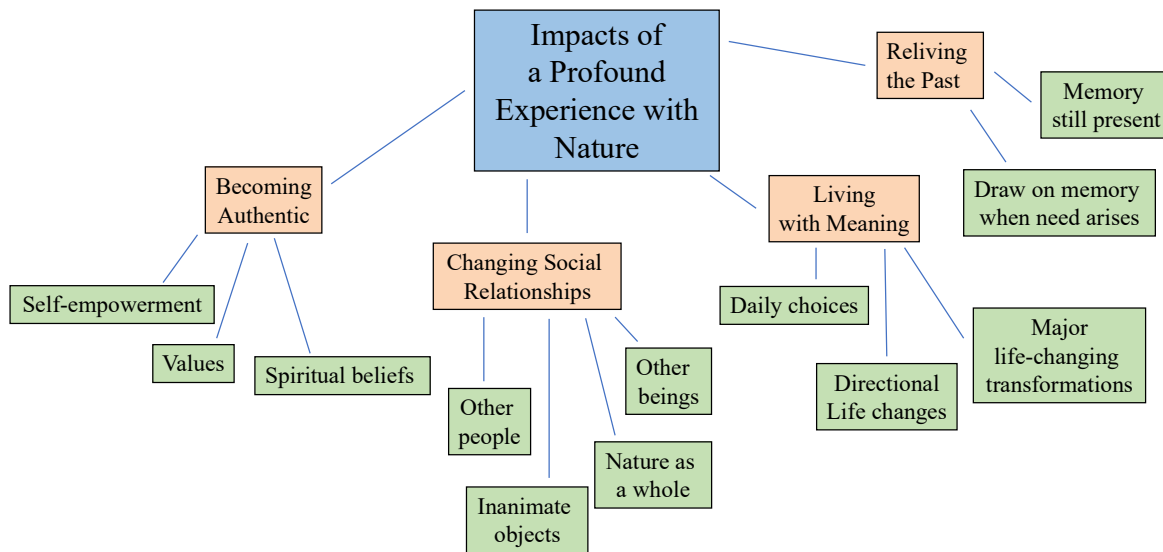 Impacts of
a Profound
Experience with
Nature
Reliving
the Past
Memory
still present
Draw on memory
when need arises
Becoming
Authentic
Self-empowerment
Values
Spiritual beliefs
Changing Social
Relationships
Other
people
Inanimate
objects
Nature as
a whole
Other
beings
Living
with Meaning
Daily choices
Directional
Life changes
Major
life-changing
transformations